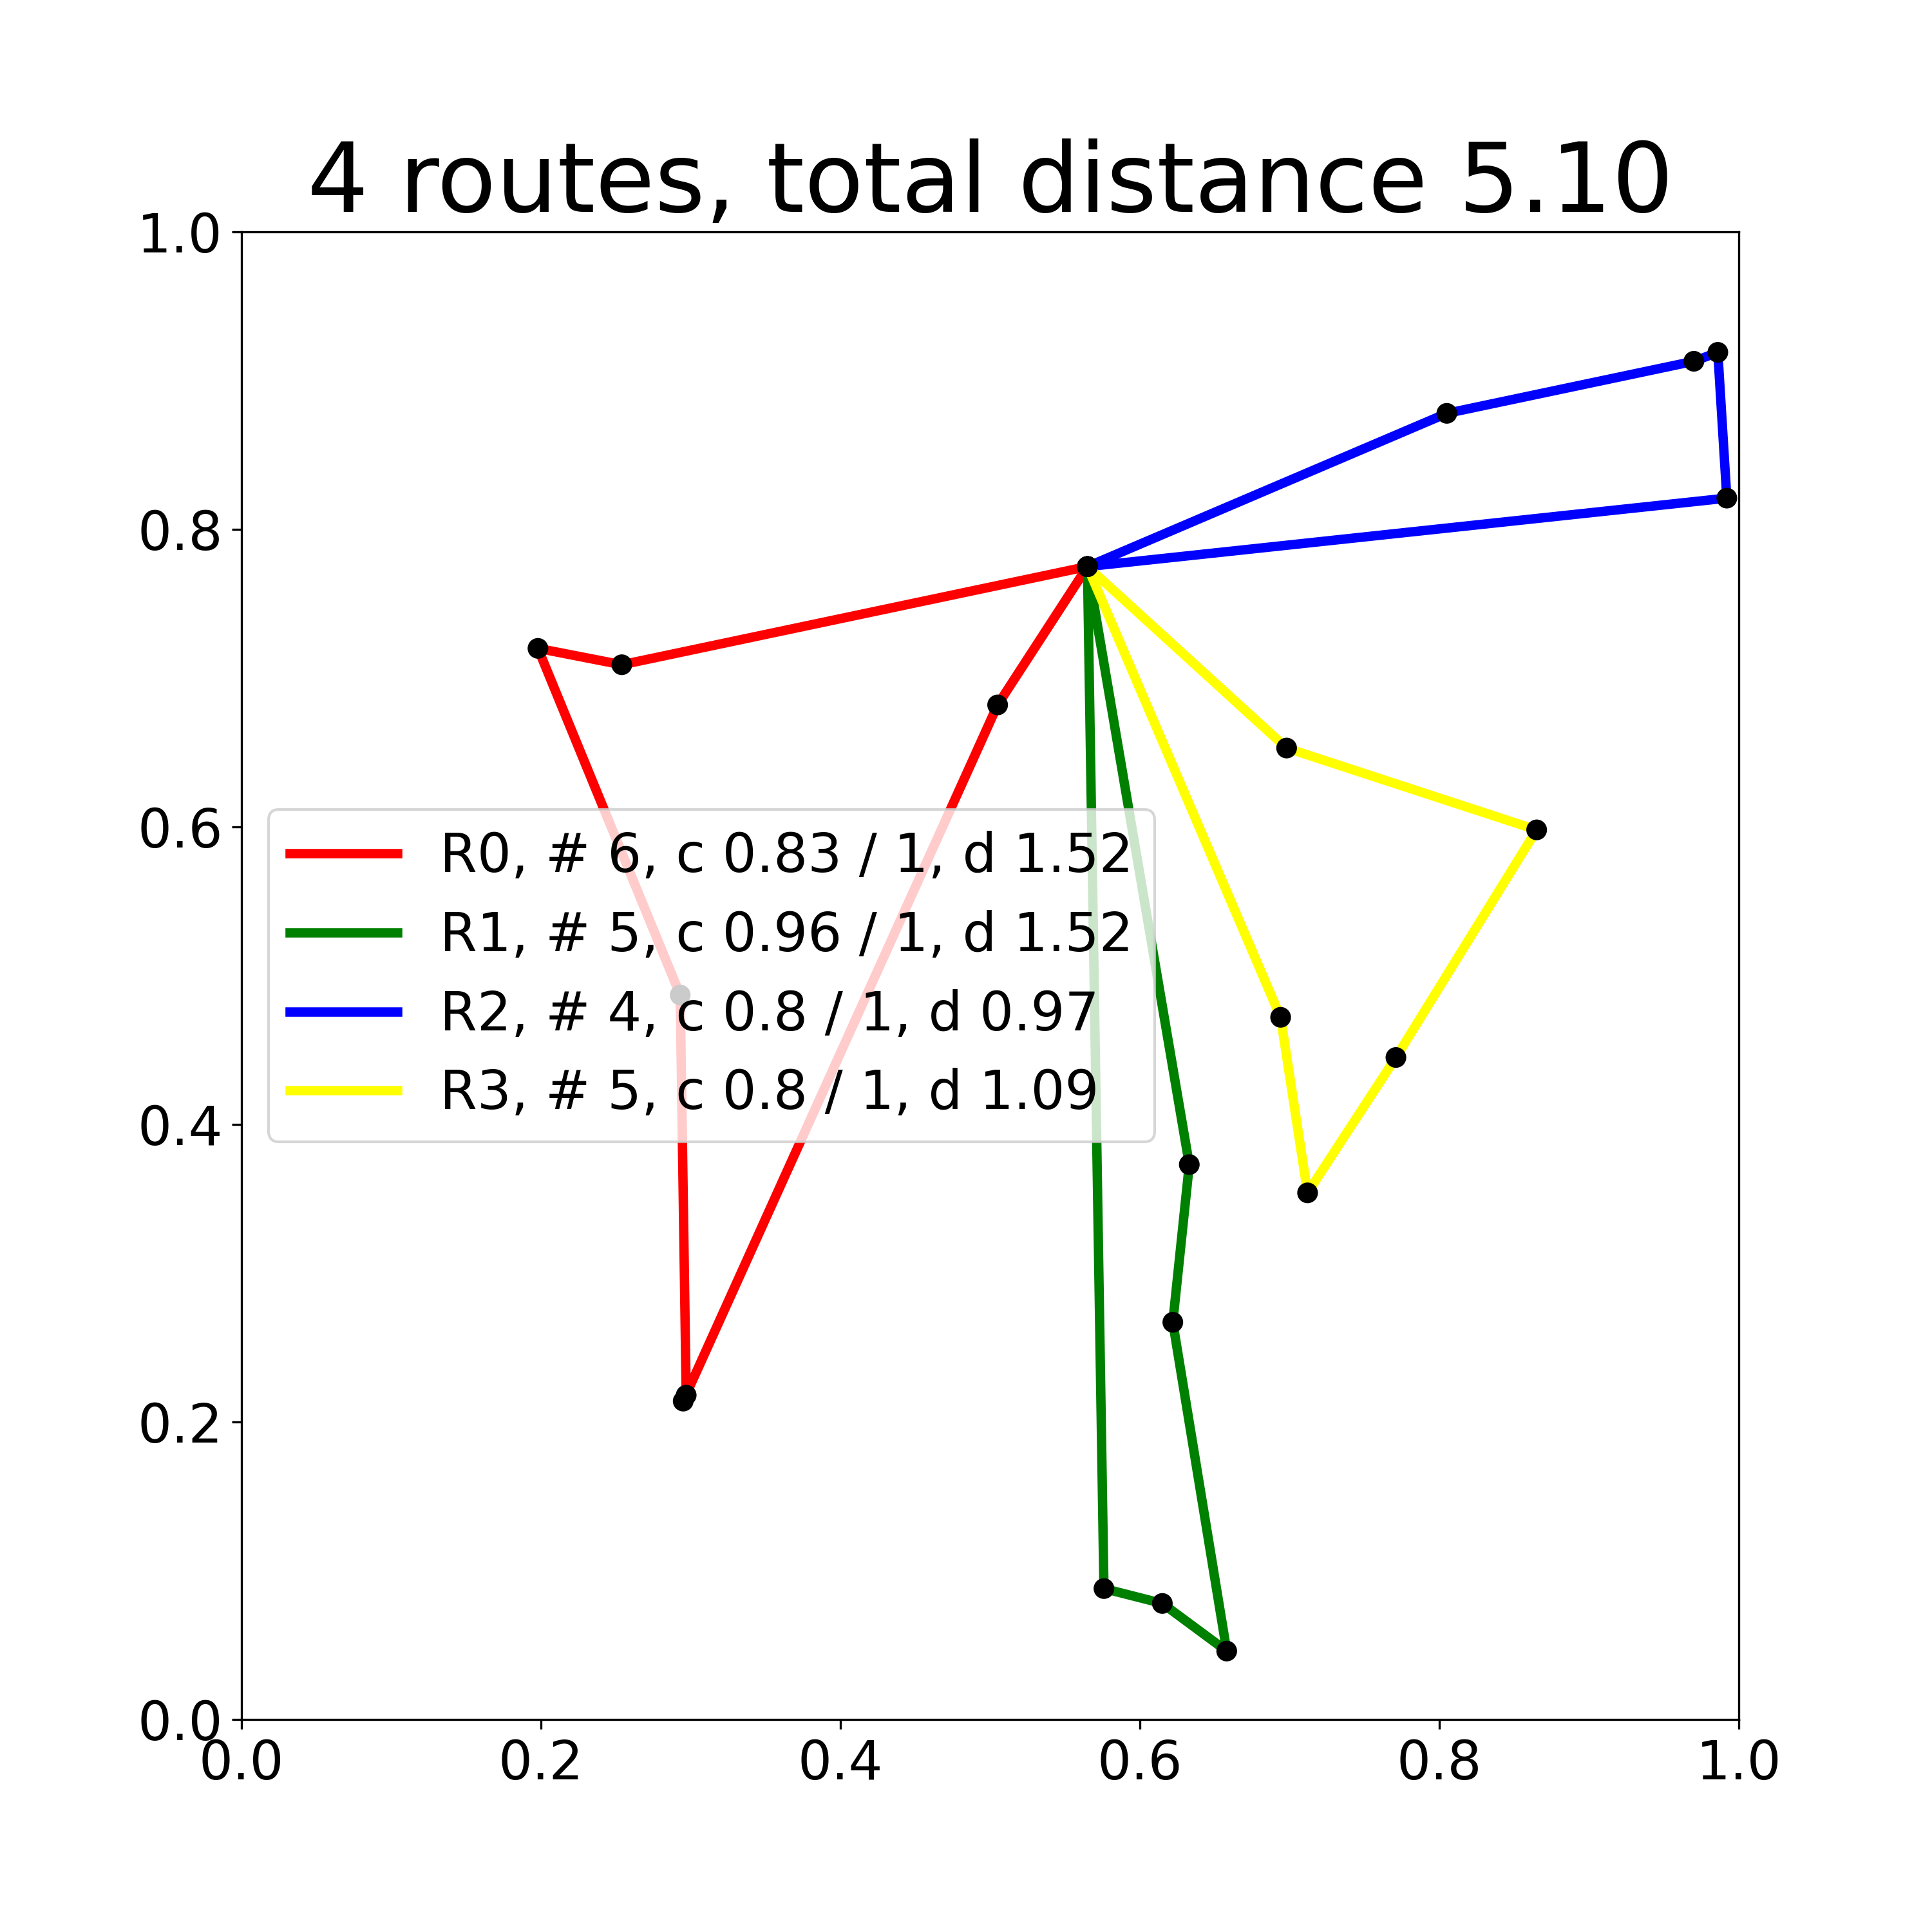 4 routes, total distance 5.10
1.0
0.8
0.6
R0, # 6, c 0.83 / 1, d 1.52
R1, # 5, c 0.96 / 1, d 1.52
R2, # 4, c 0.8 / 1, d 0.97
R3, # 5, c 0.8 / 1, d 1.09
0.4
0.2
0.0
0.0 0.2 0.4 0.6 0.8 1.0